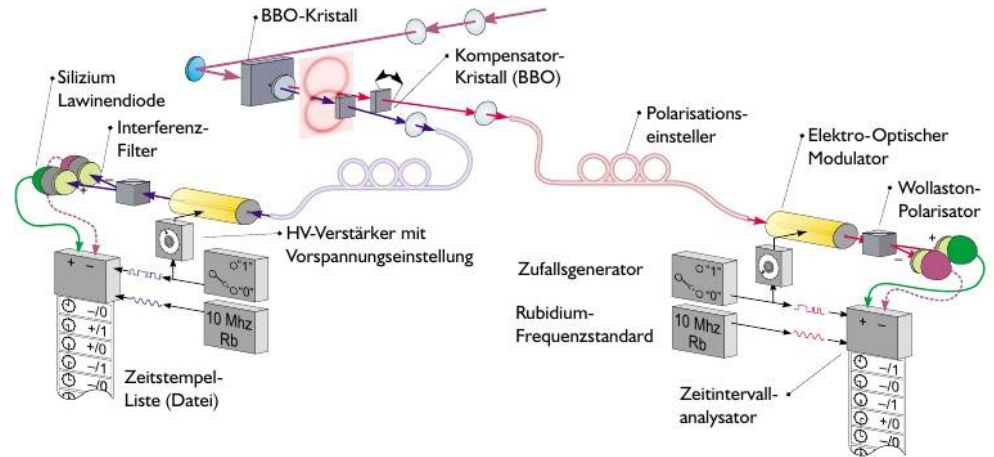 BBO-Kristall
Kompensator-
Kristall (BBO)
Silizium
Lawinendiode
Interferenz-
Filter
Polarisations-
einsteller
Elektro-Optischer
Modulator
Wollaston-
Polarisator
+
−
HV-Verstärker mit
Vorspannungseinstellung
"1"
"0"
10 Mhz
Rb
+ −
−/0
+/1
+/0
−/1
−/0
Zeitstempel-
Liste (Datei)
Zufallsgenerator
Rubidium-
Frequenzstandard
"1"
"0"
10 Mhz
Rb
+
−
+ −
Zeitintervall-
analysator
−/1
−/0
−/1
+/0
−/0